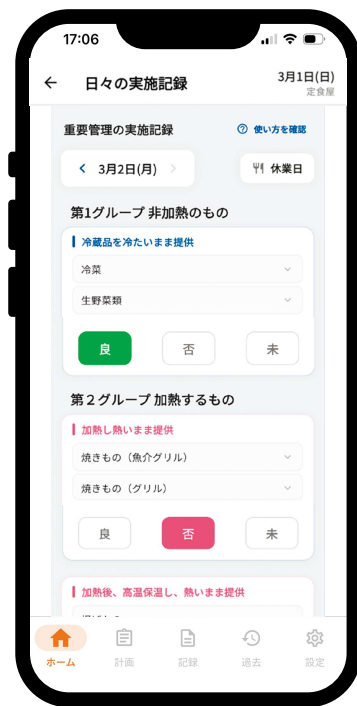 17:06
日々の実施記録
3月1日(日)
定食屋
重要管理の実施記録
使い方を確認
3月2日(月)
休業日
第1グループ 非加熱のもの
冷蔵品を冷たいまま提供
冷菜
生野菜類
良
否
未
第２グループ 加熱するもの
加熱し熱いまま提供
焼きもの（魚介グリル）
焼きもの（グリル）
良
否
未
加熱後、高温保温し、熱いまま提供
ホーム
計画
記録
過去
設定